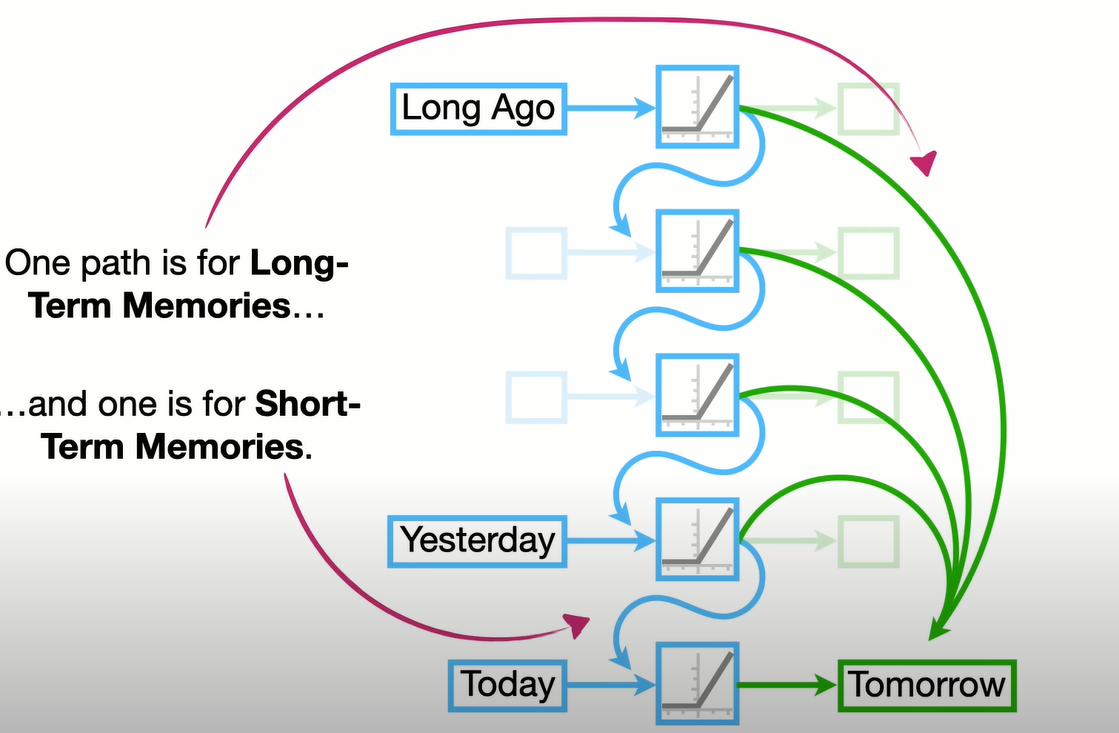 Long Ago
One path is for Long-
Term Memories…
…and one is for Short-
Term Memories.
Yesterday
Today
Tomorrow